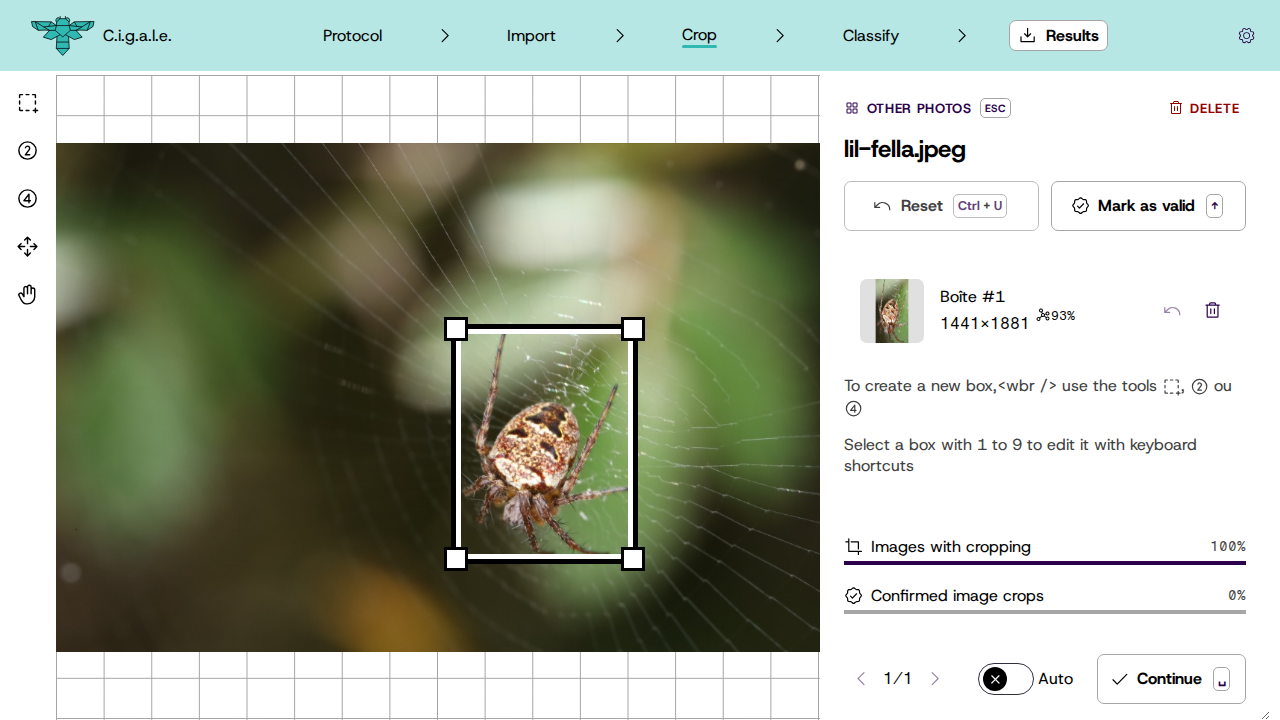 C.i.g.a.l.e.
Protocol
Import
Crop
Classify
Results
OTHER PHOTOS ESC
DELETE
lil-fella.jpeg
Reset Ctrl + U
Mark as valid
Boîte #1
1441×1881 93%
To create a new box,<wbr /> use the tools , 2 ou
4
Select a box with 1 to 9 to edit it with keyboard
shortcuts
Images with cropping 100%
Confirmed image crops 0%
1/1
Auto
Continue
2
4